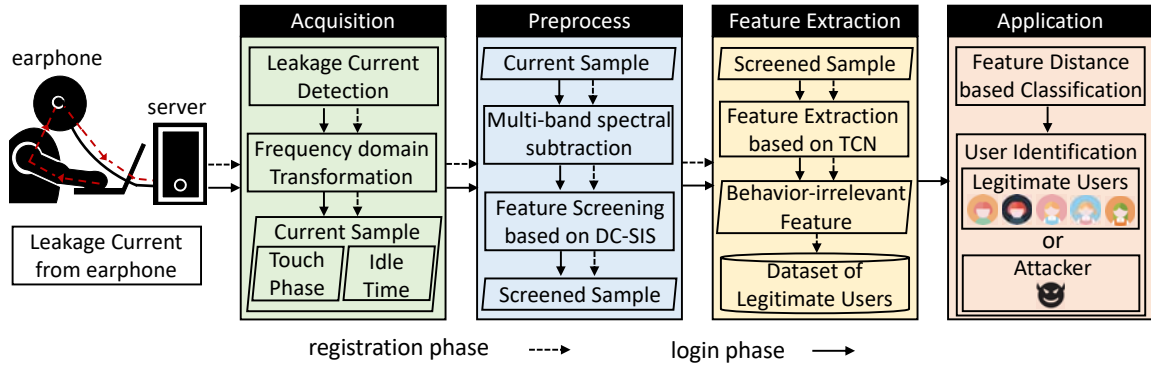 earphone
server
Leakage Current
from earphone
Acquisition
Leakage Current
Detection
Frequency domain
Transformation
Current Sample
Touch
Phase
Idle
Time
Preprocess
Current Sample
Multi-band spectral
subtraction
Feature Screening
based on DC-SIS
Screened Sample
Feature Extraction
Screened Sample
Feature Extraction
based on TCN
Behavior-irrelevant
Feature
Dataset of
Legitimate Users
Application
Feature Distance
based Classification
User Identification
Legitimate Users
or
Attacker
registration phase
login phase